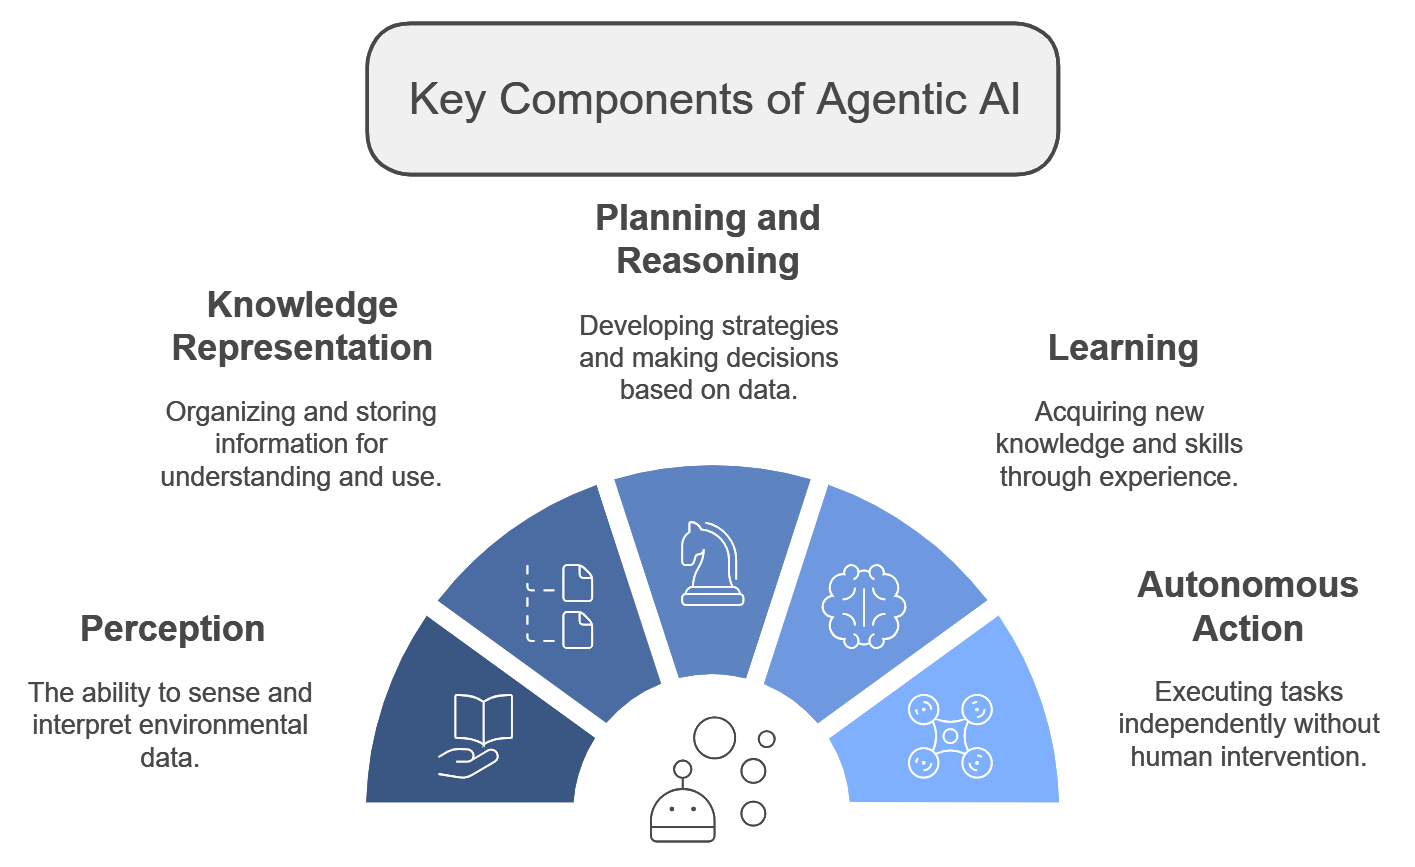 Key Components of Agentic AI
Planning and
Reasoning
Developing strategies
and making decisions
based on data.
Knowledge
Representation
Organizing and storing
information for
understanding and use.
Learning
Acquiring new
knowledge and skills
through experience.
Perception
The ability to sense and
interpret environmental
data.
Autonomous
Action
Executing tasks
independently without
human intervention.